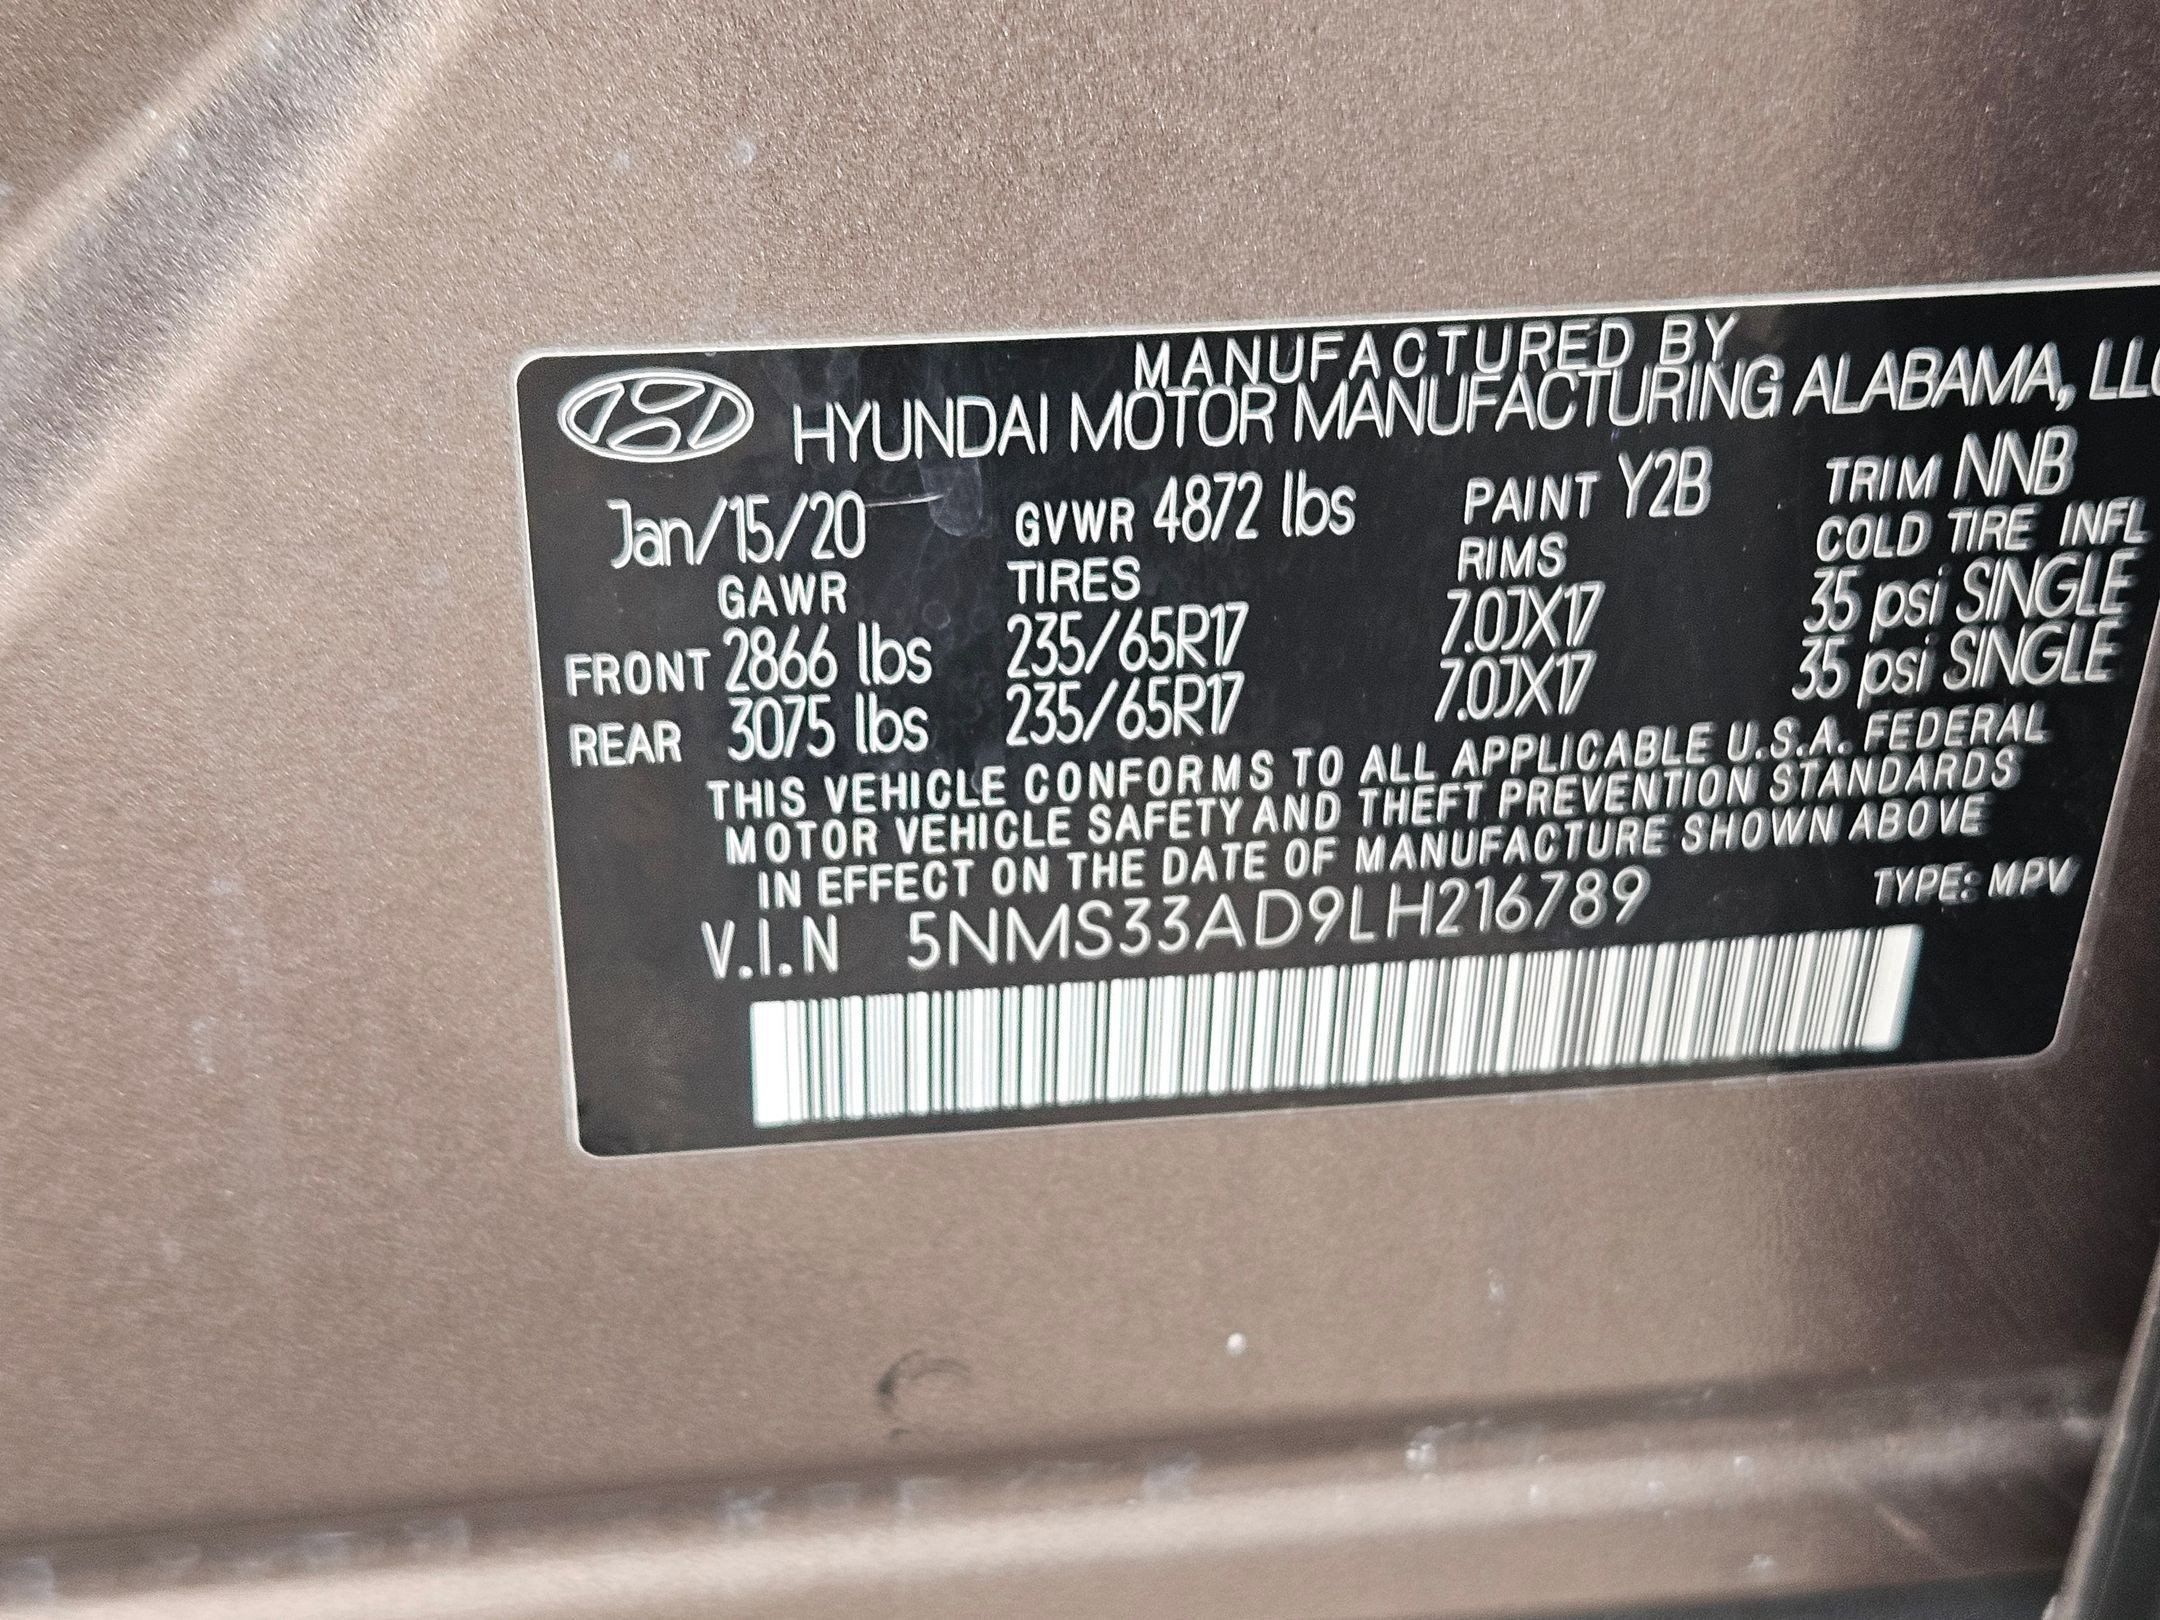 MANUFACTURED BY
HYUNDAI MOTOR MANUFACTURING ALABAMA, LLC
Jan/15/20 GVWR 4872 lbs PAINT Y2B TRIM NNB
GAWR TIRES RIMS COLD TIRE INFL
FRONT 2866 lbs 235/65R17 7.0JX17 35 psi SINGLE
REAR 3075 lbs 235/65R17 7.0JX17 35 psi SINGLE
THIS VEHICLE CONFORMS TO ALL APPLICABLE U.S.A. FEDERAL
MOTOR VEHICLE SAFETY AND THEFT PREVENTION STANDARDS
IN EFFECT ON THE DATE OF MANUFACTURE SHOWN ABOVE
V.I.N 5NMS33AD9LH216789 TYPE: MPV